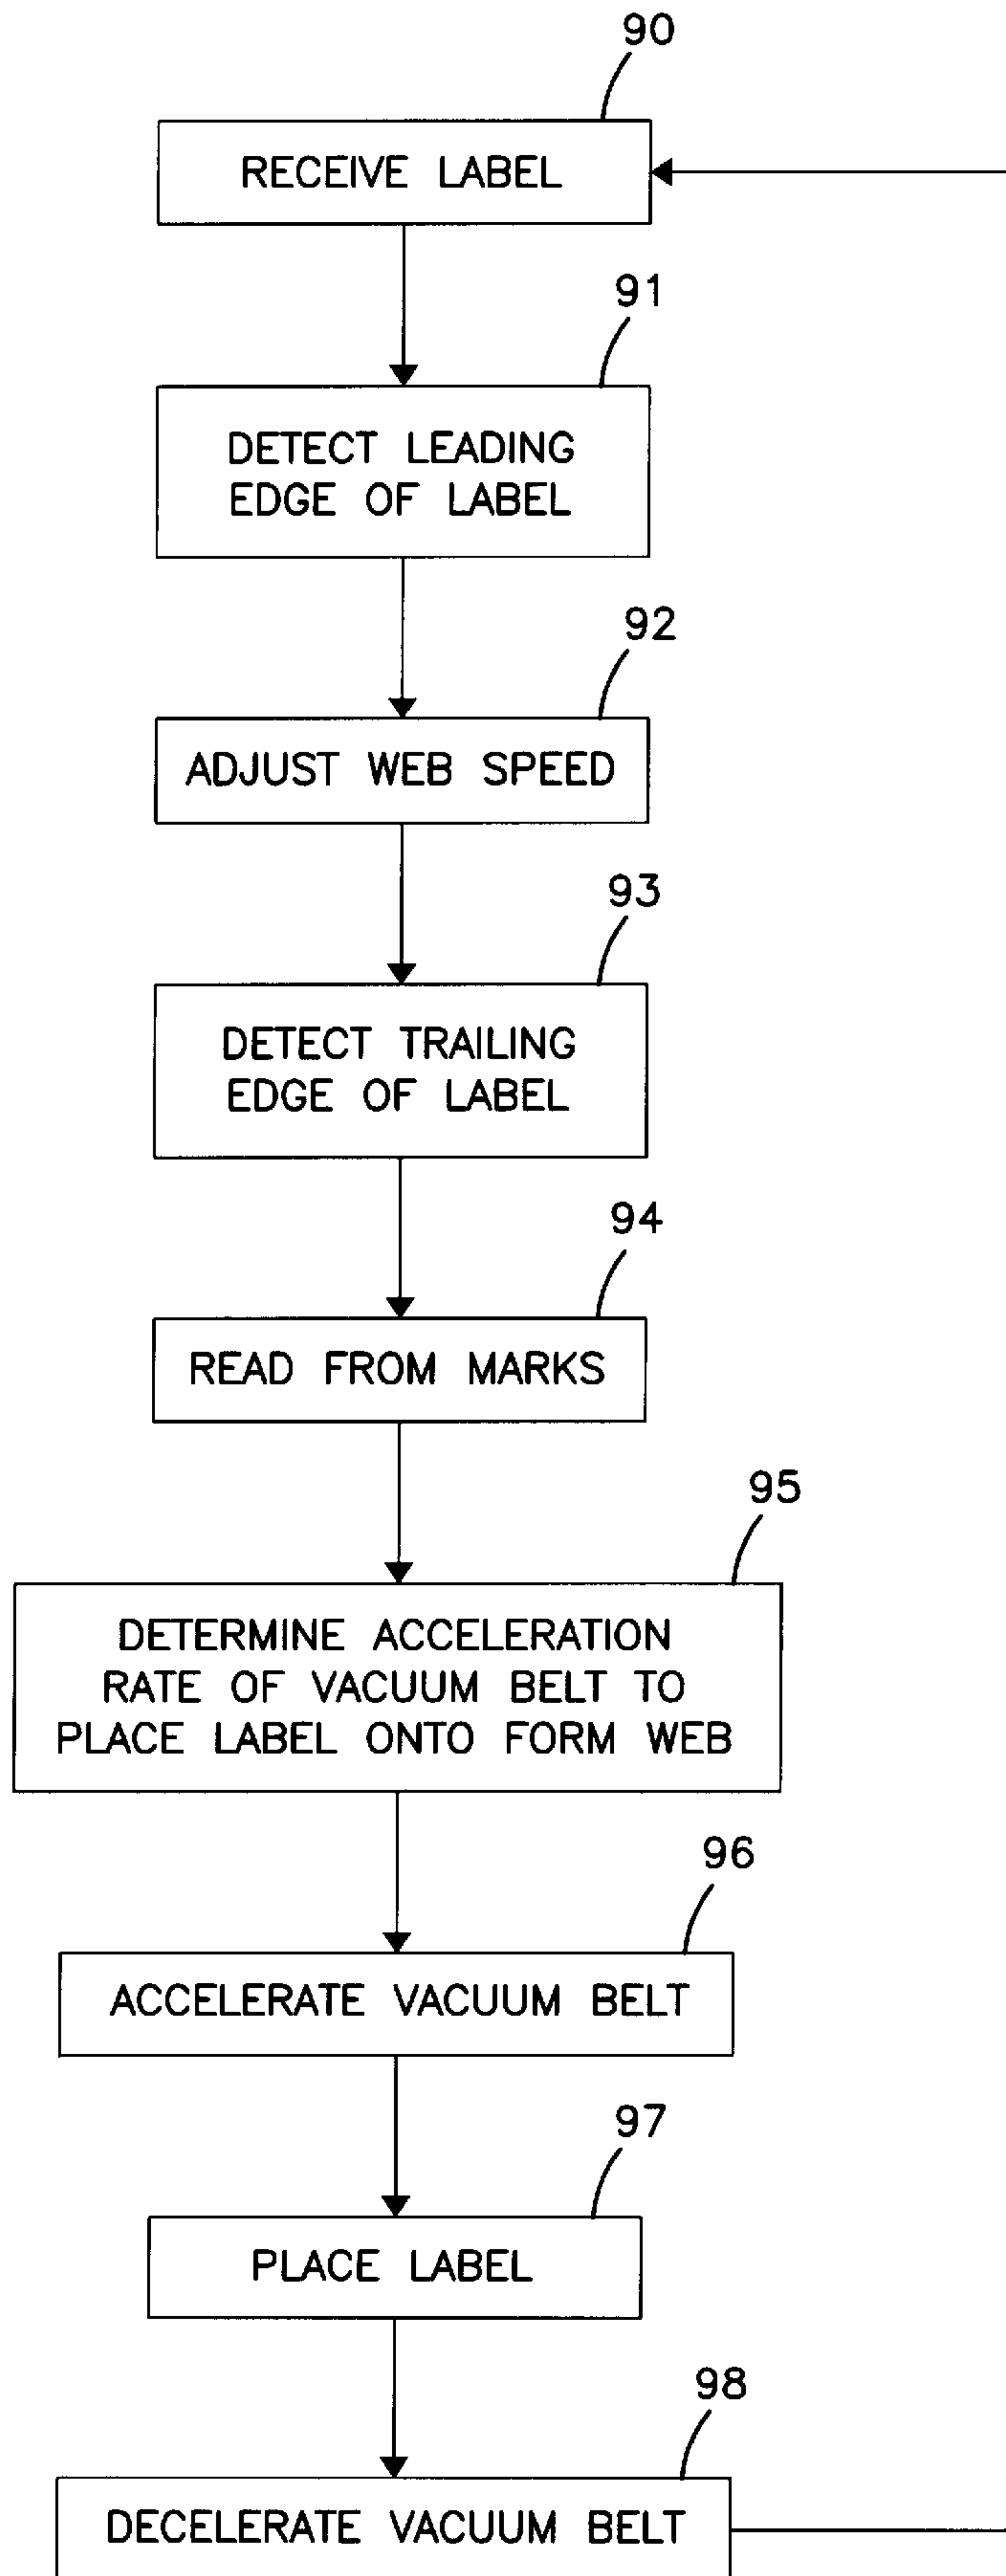 90
RECEIVE LABEL
91
DETECT LEADING
EDGE OF LABEL
92
ADJUST WEB SPEED
93
DETECT TRAILING
EDGE OF LABEL
94
READ FROM MARKS
95
DETERMINE ACCELERATION
RATE OF VACUUM BELT TO
PLACE LABEL ONTO FORM WEB
96
ACCELERATE VACUUM BELT
97
PLACE LABEL
98
DECELERATE VACUUM BELT